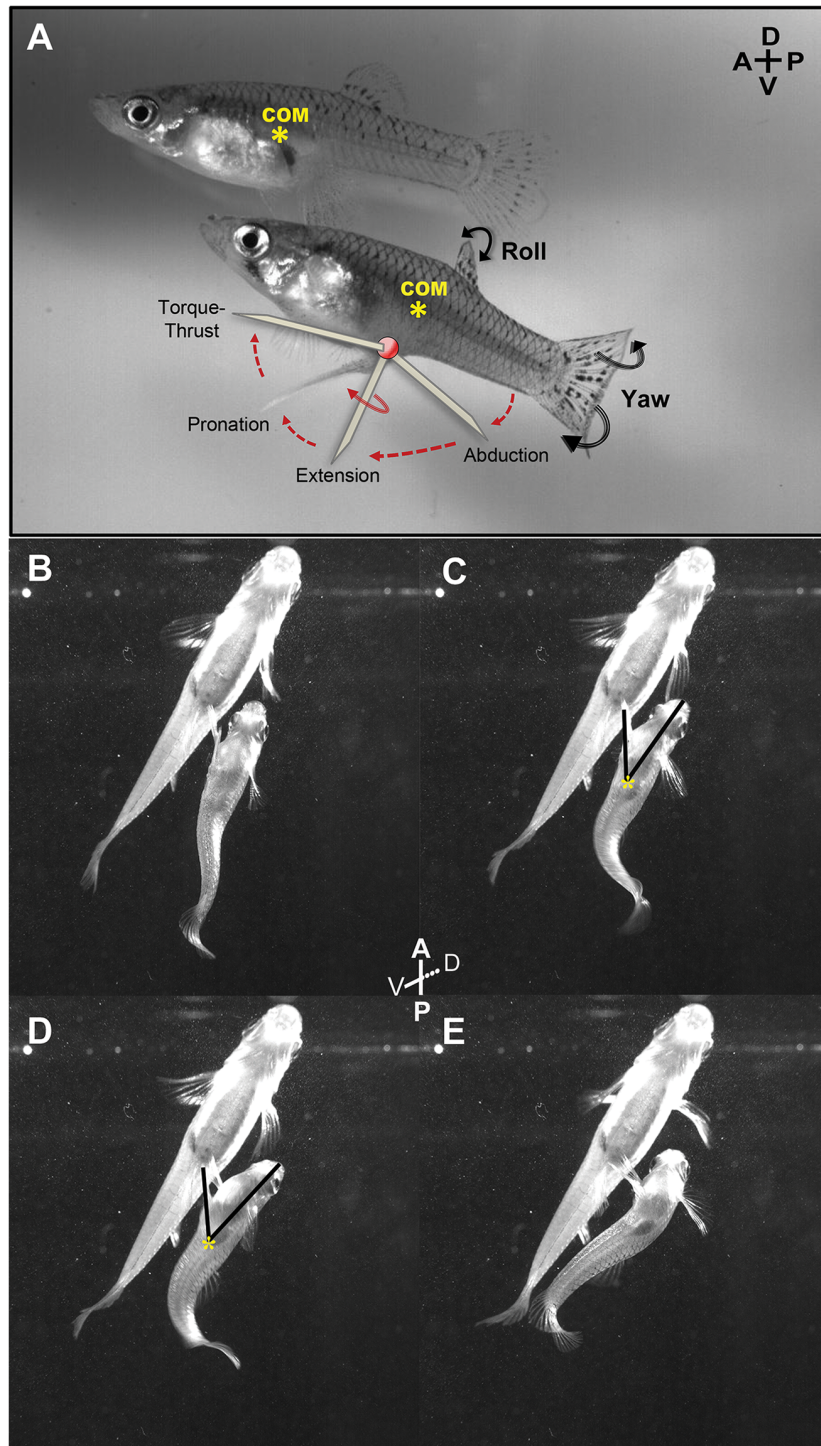 A
D
A P
V
COM
*
Roll
COM
*
Torque-
Thrust
Yaw
Pronation
Abduction
Extension
B
C
*
A
V D
P
D
E
*